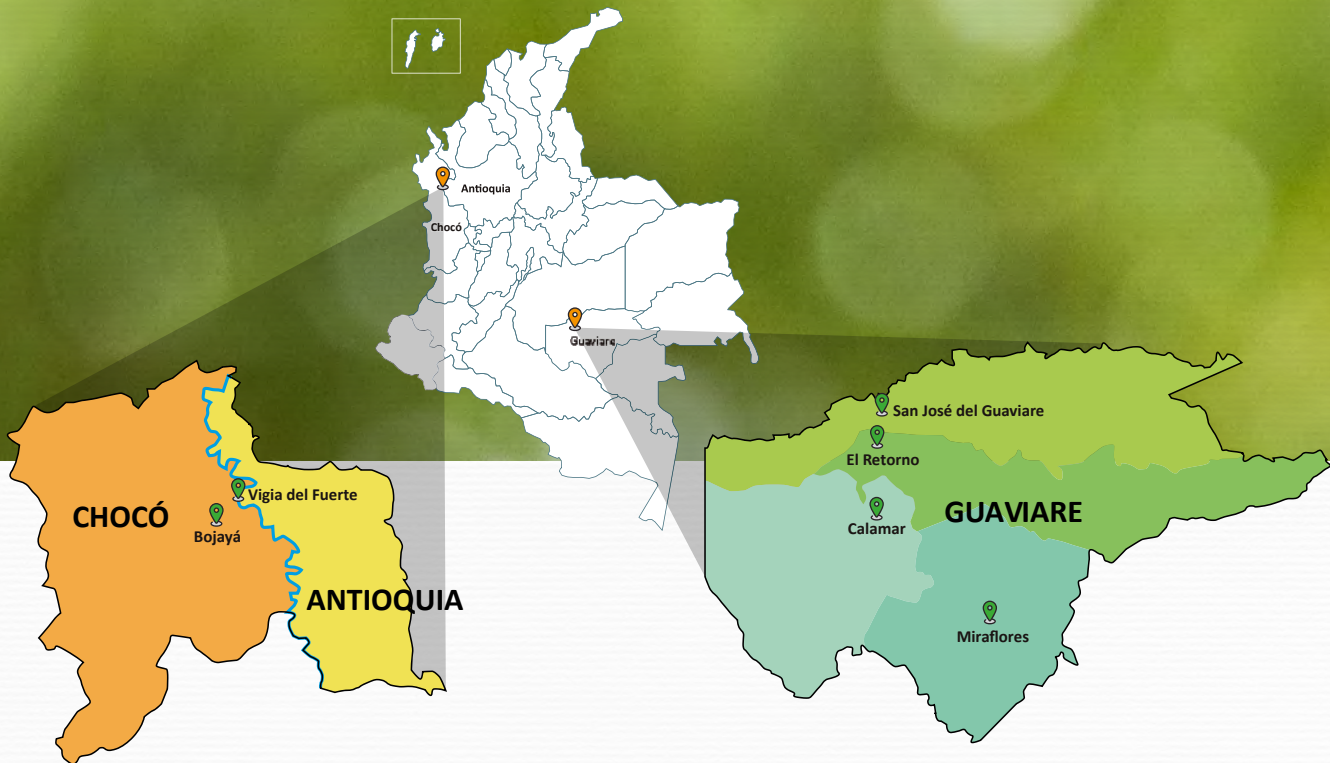 Antioquia
Chocó
Guaviare
CHOCÓ
Vigia del Fuerte
Bojayá
ANTIOQUIA
San José del Guaviare
El Retorno
GUAVIARE
Calamar
Miraflores